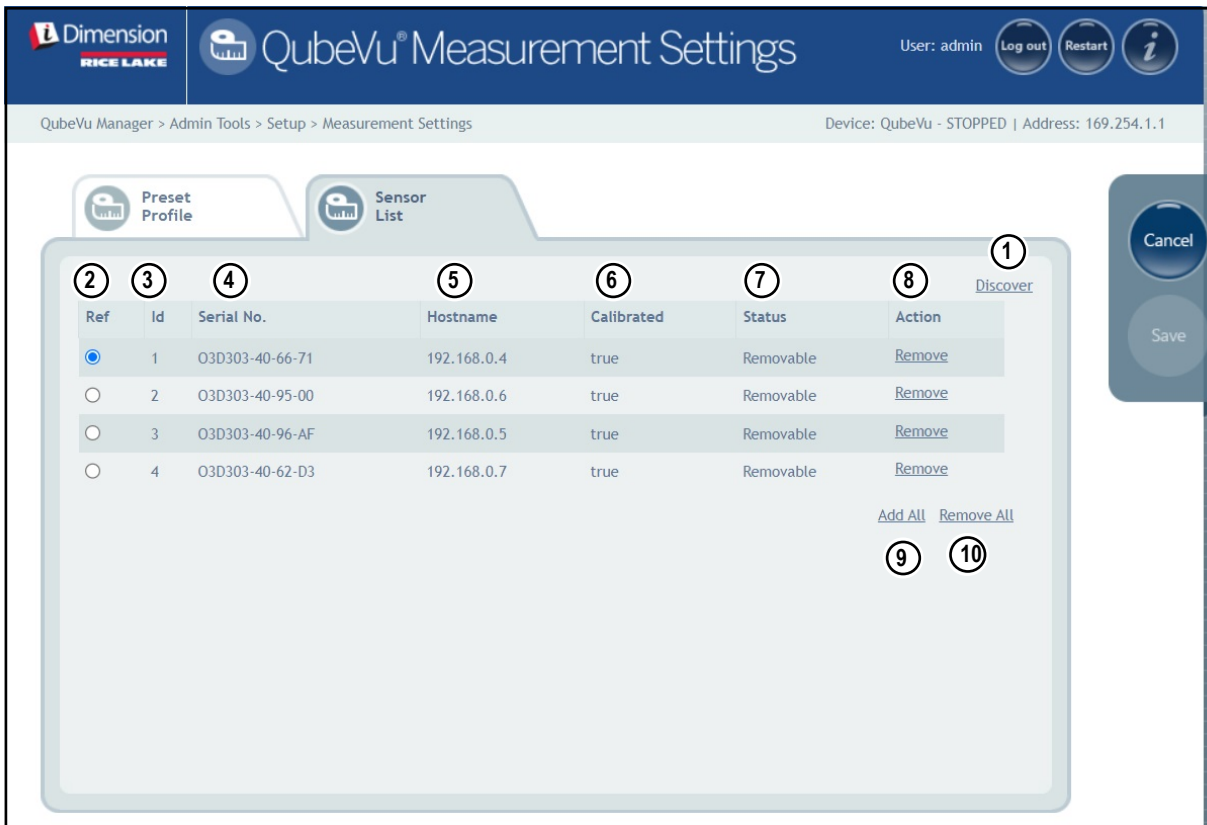 iDimension
RICE LAKE
QubeVu® Measurement Settings
User: admin
Log out
Restart
i
QubeVu Manager > Admin Tools > Setup > Measurement Settings
Device: QubeVu - STOPPED | Address: 169.254.1.1
Preset
Profile
Sensor
List
Cancel
Save
1
Discover
2 3 4 5 6 7 8
Ref Id Serial No. Hostname Calibrated Status Action
1 O3D303-40-66-71 192.168.0.4 true Removable Remove
2 O3D303-40-95-00 192.168.0.6 true Removable Remove
3 O3D303-40-96-AF 192.168.0.5 true Removable Remove
4 O3D303-40-62-D3 192.168.0.7 true Removable Remove
Add All Remove All
9 10